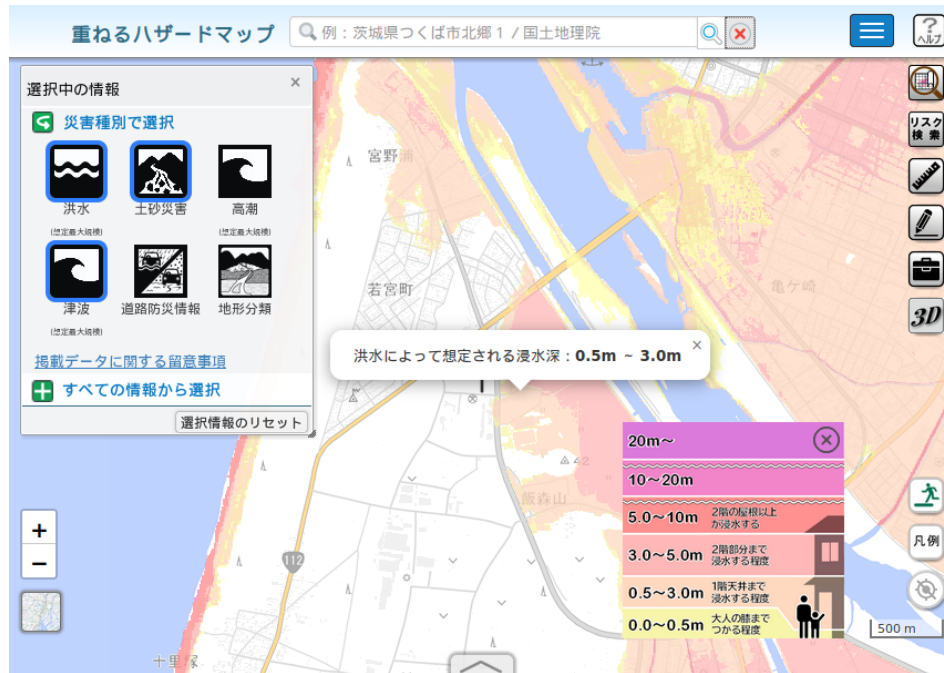 重ねるハザードマップ
例：茨城県つくば市北郷１/国土地理院
?
ヘルプ
選択中の情報
×
災害種別で選択
洪水
(想定最大規模)
土砂災害
高潮
(想定最大規模)
津波
(想定最大規模)
道路防災情報
地形分類
掲載データに関する留意事項
すべての情報から選択
選択情報のリセット
リスク
検索
3D
宮野浦
若宮町
亀ケ崎
洪水によって想定される浸水深：0.5m ~ 3.0m
×
42
飯森山
112
十里塚
20m～
10～20m
5.0～10m 2階の屋根以上
が浸水する
3.0～5.0m 2階部分まで
浸水する程度
0.5～3.0m 1階天井まで
浸水する程度
0.0～0.5m 大人の膝まで
つかる程度
+
−
凡例
500 m